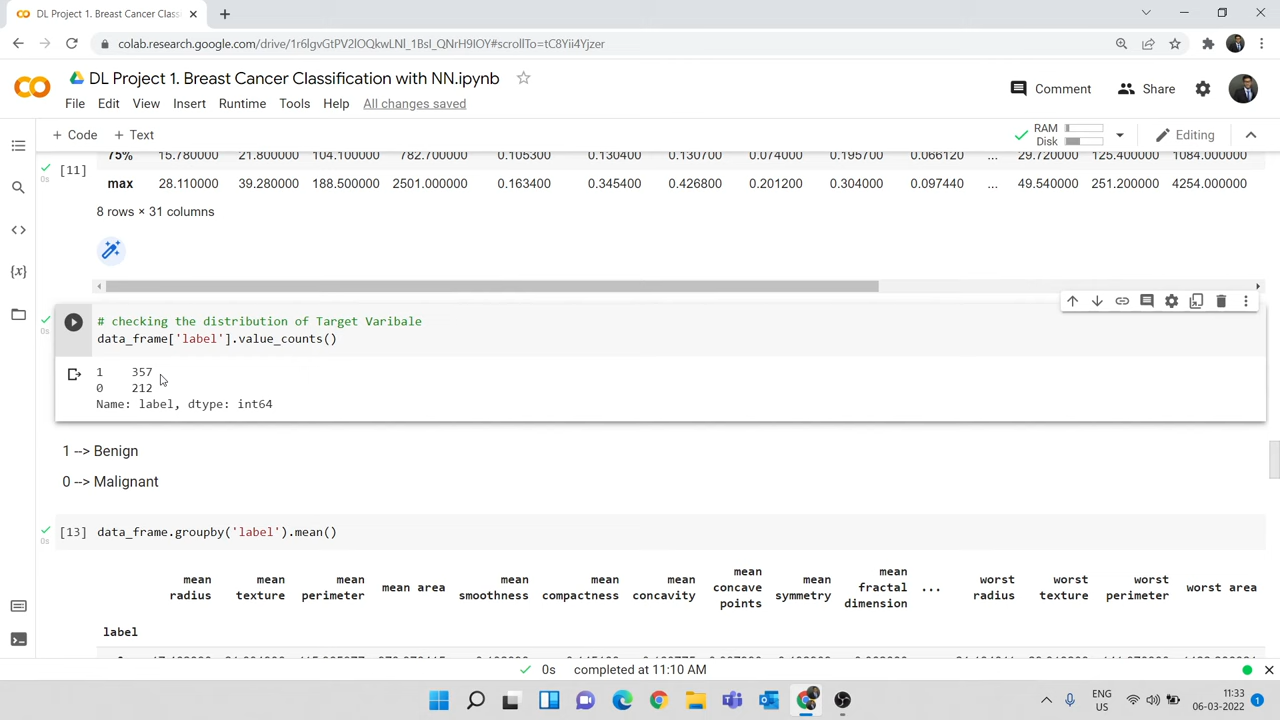 DL Project 1. Breast Cancer Class
colab.research.google.com/drive/1r6lgvGtPV2lOQkwLNl_1BsI_QNrH9IOY#scrollTo=tC8Yii4Yjzer
DL Project 1. Breast Cancer Classification with NN.ipynb
Comment
Share
File Edit View Insert Runtime Tools Help All changes saved
+ Code + Text
RAM
Disk
Editing
[11]
0s
75% 15.780000 21.800000 104.100000 782.700000 0.105300 0.130400 0.130700 0.074000 0.195700 0.066120 ... 29.720000 125.400000 1084.000000
max 28.110000 39.280000 188.500000 2501.000000 0.163400 0.345400 0.426800 0.201200 0.304000 0.097440 ... 49.540000 251.200000 4254.000000
8 rows × 31 columns
{x}
0s
# checking the distribution of Target Varibale
data_frame['label'].value_counts()
1 357
0 212
Name: label, dtype: int64
1 --> Benign
0 --> Malignant
[13] data_frame.groupby('label').mean()
0s
mean radius mean texture mean perimeter mean area mean smoothness mean compactness mean concavity mean concave points mean symmetry mean fractal dimension ... worst radius worst texture worst perimeter worst area
label
0s completed at 11:10 AM
ENG
US
11:33
06-03-2022
1